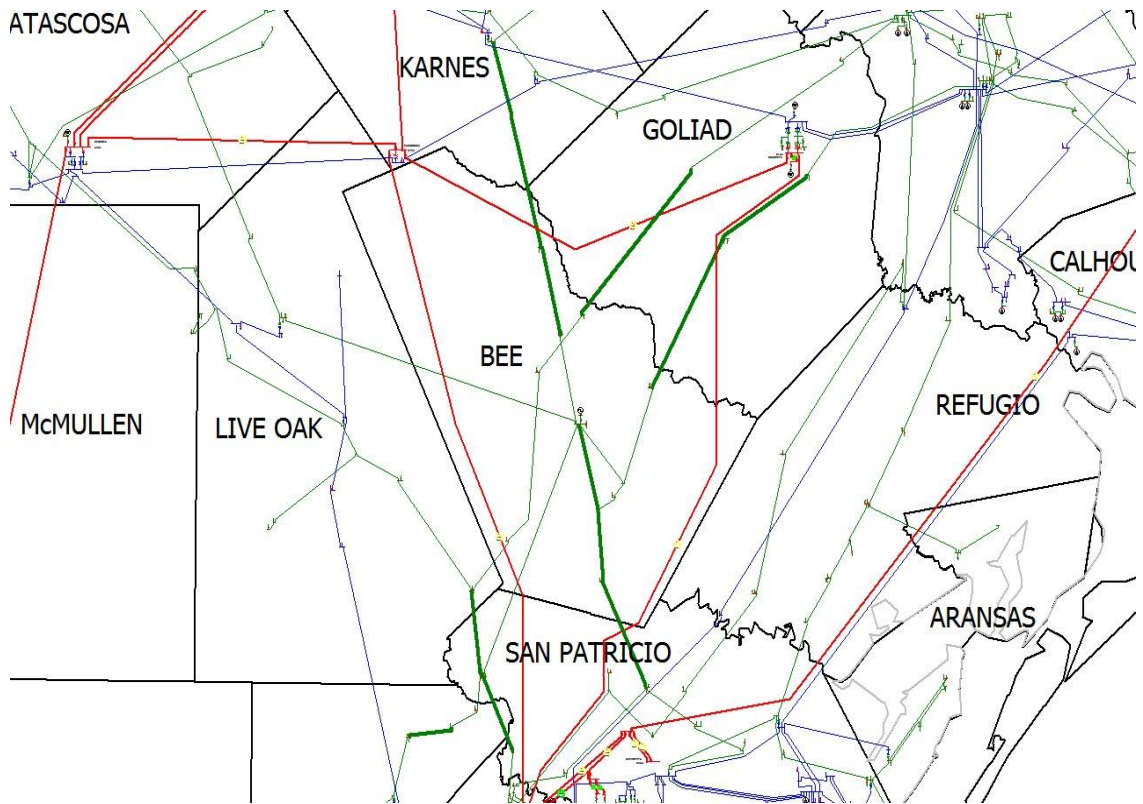 ATASCOSA
KARNES
GOLIAD
CALHOU
BEE
McMULLEN
LIVE OAK
REFUGIO
ARANSAS
SAN PATRICIO